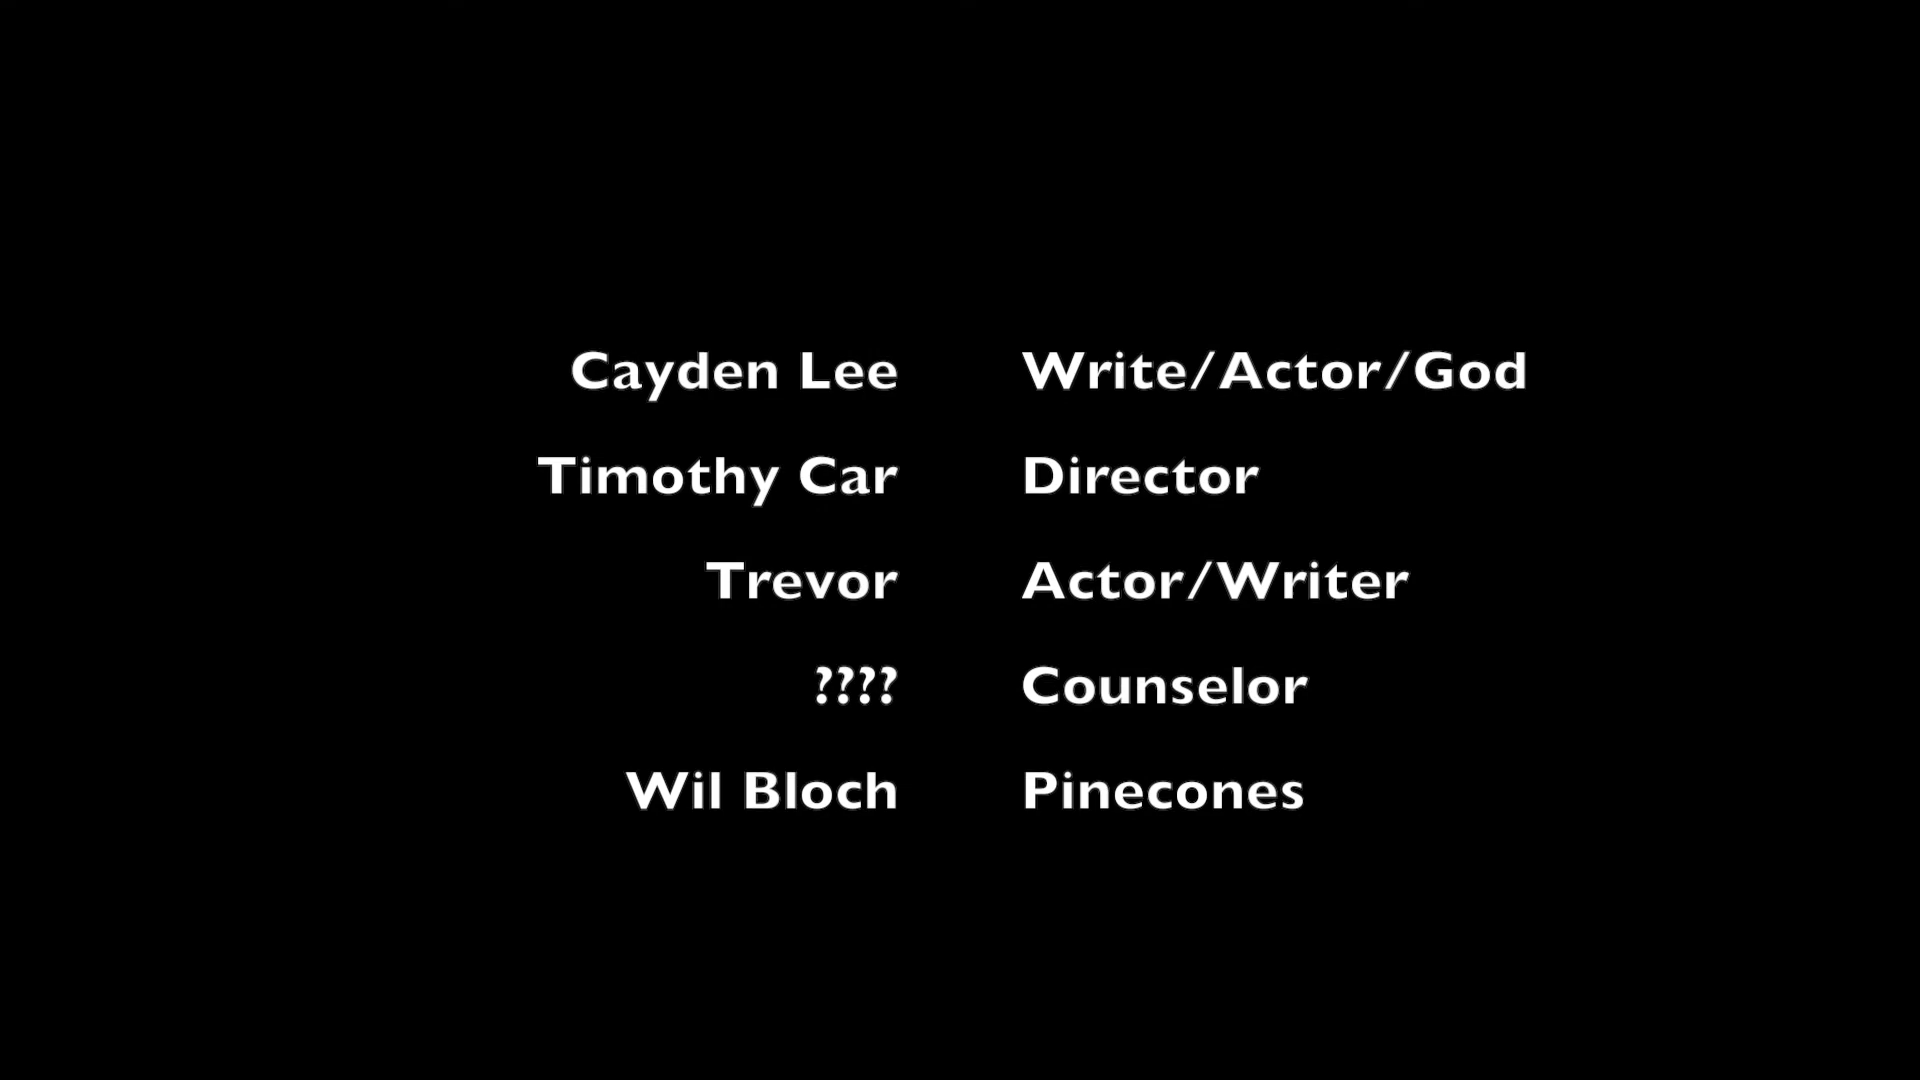 Cayden Lee Write/Actor/God
Timothy Car Director
Trevor Actor/Writer
???? Counselor
Wil Bloch Pinecones